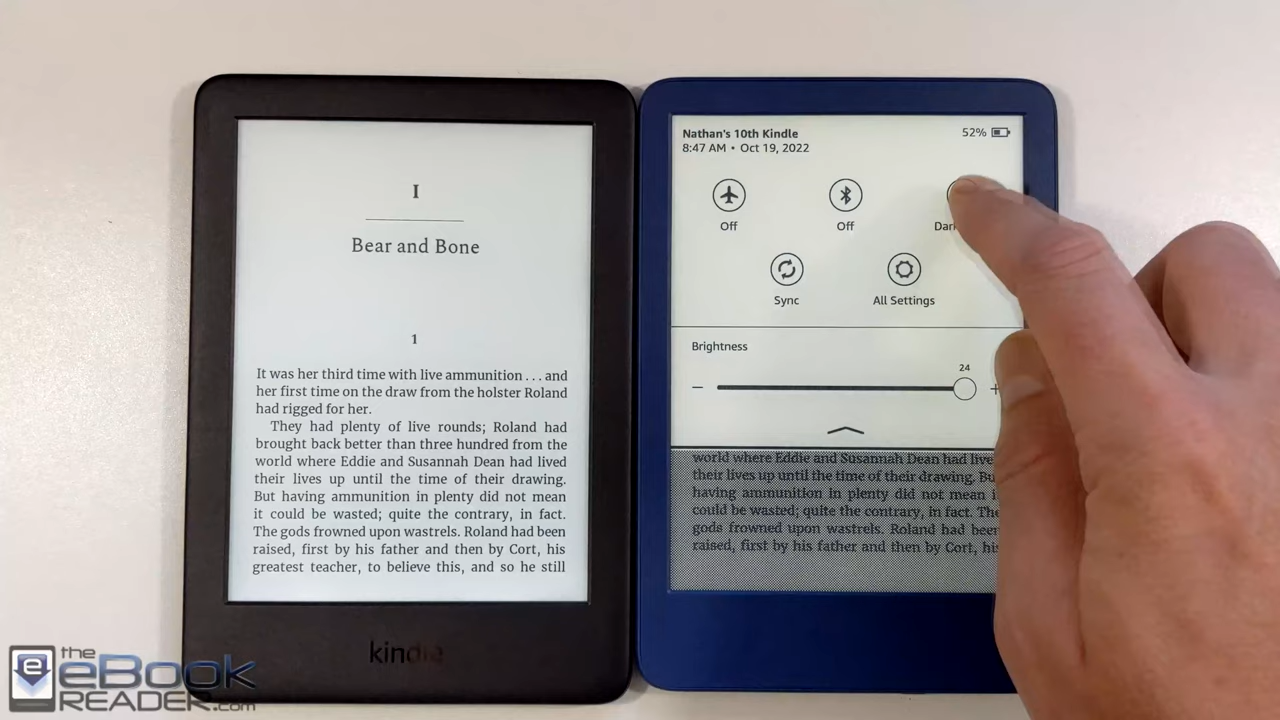 I
Bear and Bone
1
It was her third time with live ammunition . . . and
her first time on the draw from the holster Roland
had rigged for her.
They had plenty of live rounds; Roland had
brought back better than three hundred from the
world where Eddie and Susannah Dean had lived
their lives up until the time of their drawing.
But having ammunition in plenty did not mean
it could be wasted; quite the contrary, in fact.
The gods frowned upon wastrels. Roland had been
raised, first by his father and then by Cort, his
greatest teacher, to believe this, and so he still
kindle
Nathan's 10th Kindle
52%
8:47 AM • Oct 19, 2022
Off Off
Sync All Settings
Brightness
24
− +
world where Eddie and Susannah Dean had live
their lives up until the time of their drawing.
having ammunition in plenty did not mean
could be wasted; quite the contrary, in fact. The
gods frowned upon wastrels. Roland had been
raised, first by his father and then by Cort, his
the
eBook
READER.com